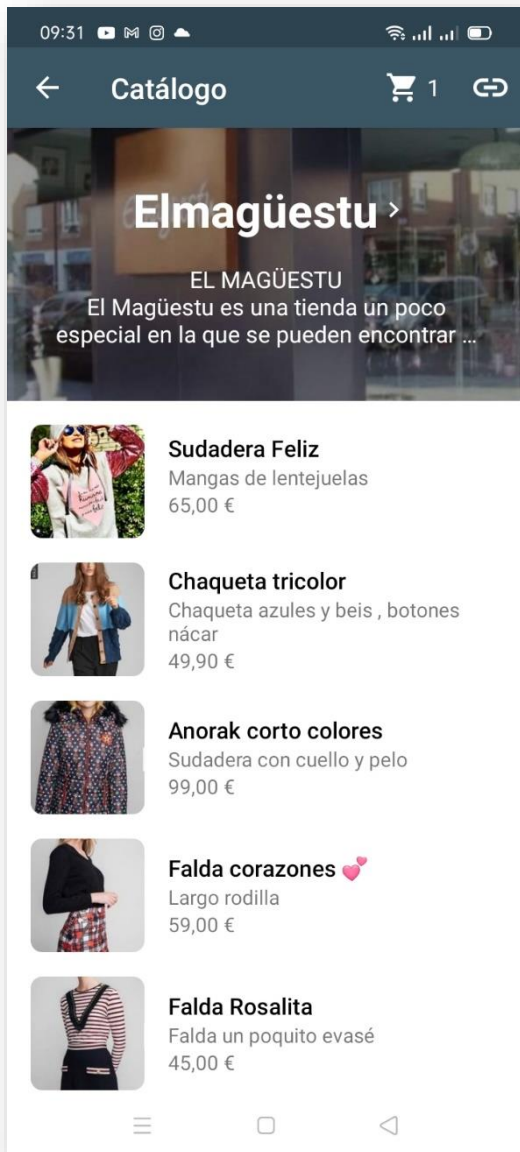 09:31
Catálogo
1
Elmagüestu
EL MAGÜESTU
El Magüestu es una tienda un poco
especial en la que se pueden encontrar ...
Sudadera Feliz
Mangas de lentejuelas
65,00 €
Chaqueta tricolor
Chaqueta azules y beis , botones
nácar
49,90 €
Anorak corto colores
Sudadera con cuello y pelo
99,00 €
Falda corazones 💕
Largo rodilla
59,00 €
Falda Rosalita
Falda un poquito evasé
45,00 €